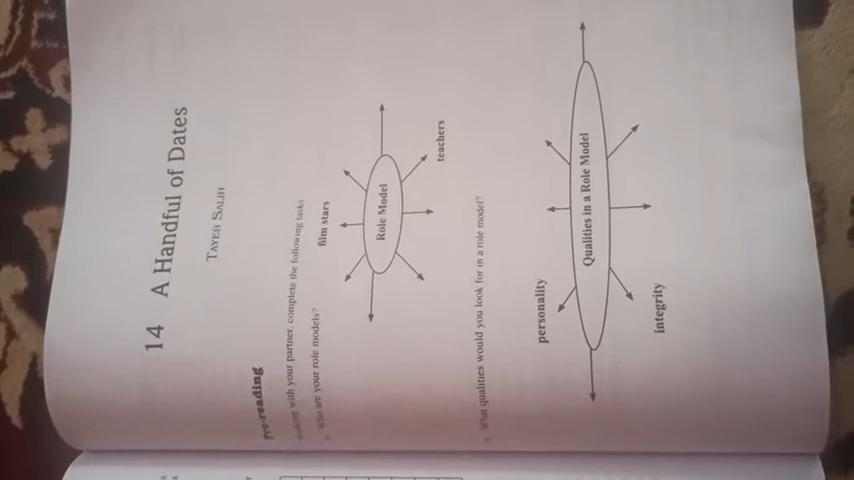 14 A Handful of Dates
TAYEB SALIH
Pre-reading
with your partner, complete the following tasks
Who are your role models?
film stars
Role Model
teachers
What qualities would you look for in a role model?
personality
Qualities in a Role Model
integrity